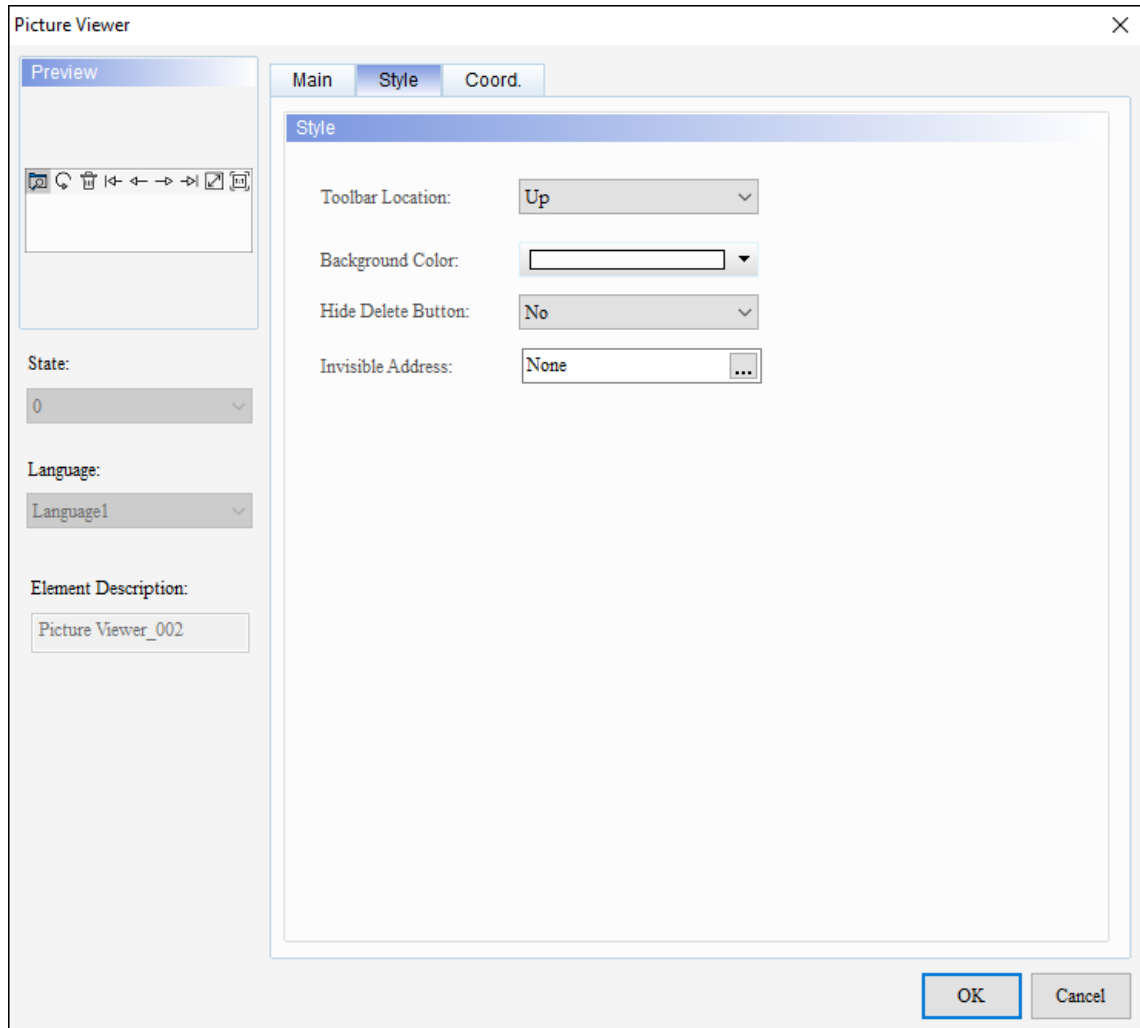 Picture Viewer
Preview
Main Style Coord.
Style
Toolbar Location: Up
Background Color:
Hide Delete Button: No
Invisible Address: None ...
State:
0
Language:
Language1
Element Description:
Picture Viewer_002
OK Cancel